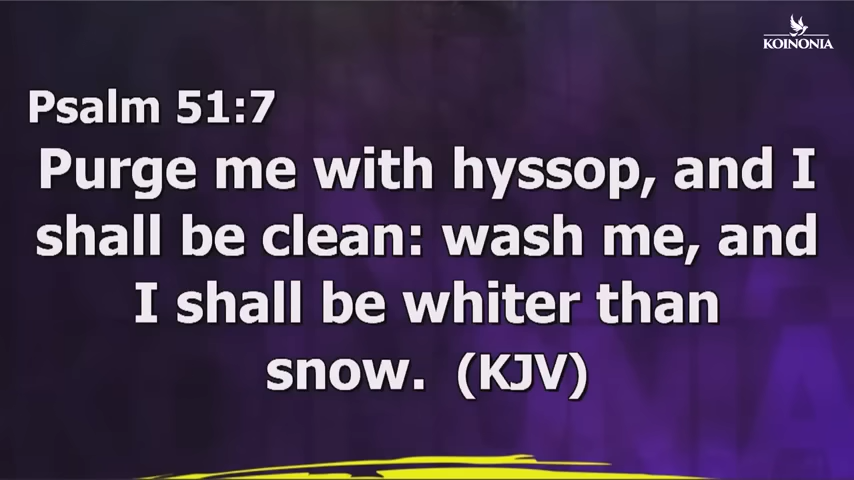 KOINONIA
Psalm 51:7
Purge me with hyssop, and I
shall be clean: wash me, and
I shall be whiter than
snow. (KJV)